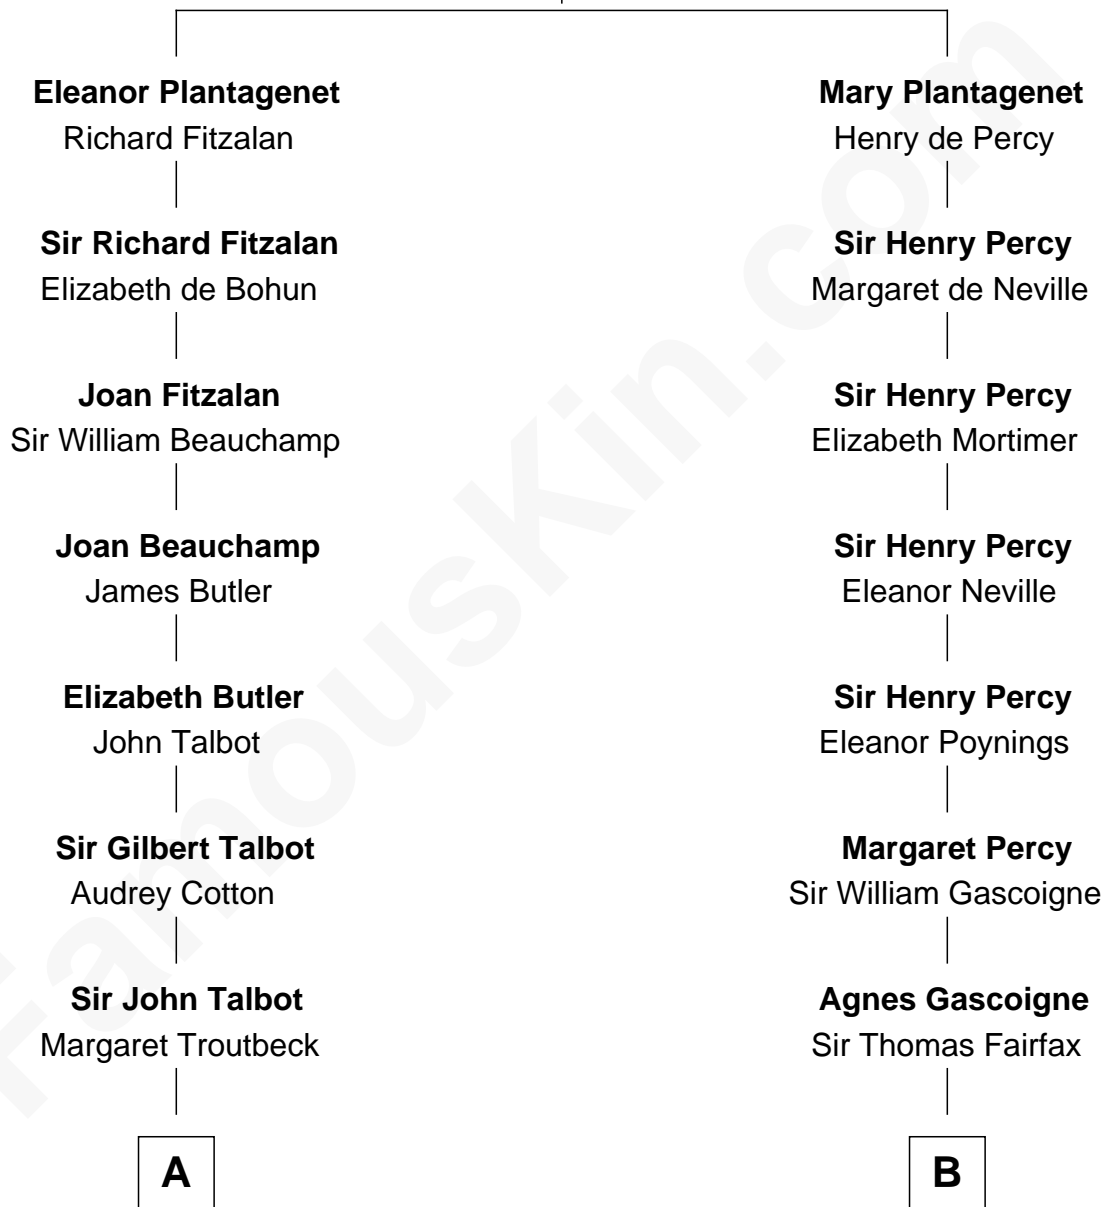 Eleanor Plantagenet
Richard Fitzalan
Sir Richard Fitzalan
Elizabeth de Bohun
Joan Fitzalan
Sir William Beauchamp
Joan Beauchamp
James Butler
Elizabeth Butler
John Talbot
Sir Gilbert Talbot
Audrey Cotton
Sir John Talbot
Margaret Troutbeck
A
Mary Plantagenet
Henry de Percy
Sir Henry Percy
Margaret de Neville
Sir Henry Percy
Elizabeth Mortimer
Sir Henry Percy
Eleanor Neville
Sir Henry Percy
Eleanor Poynings
Margaret Percy
Sir William Gascoigne
Agnes Gascoigne
Sir Thomas Fairfax
B
FamousKin.com